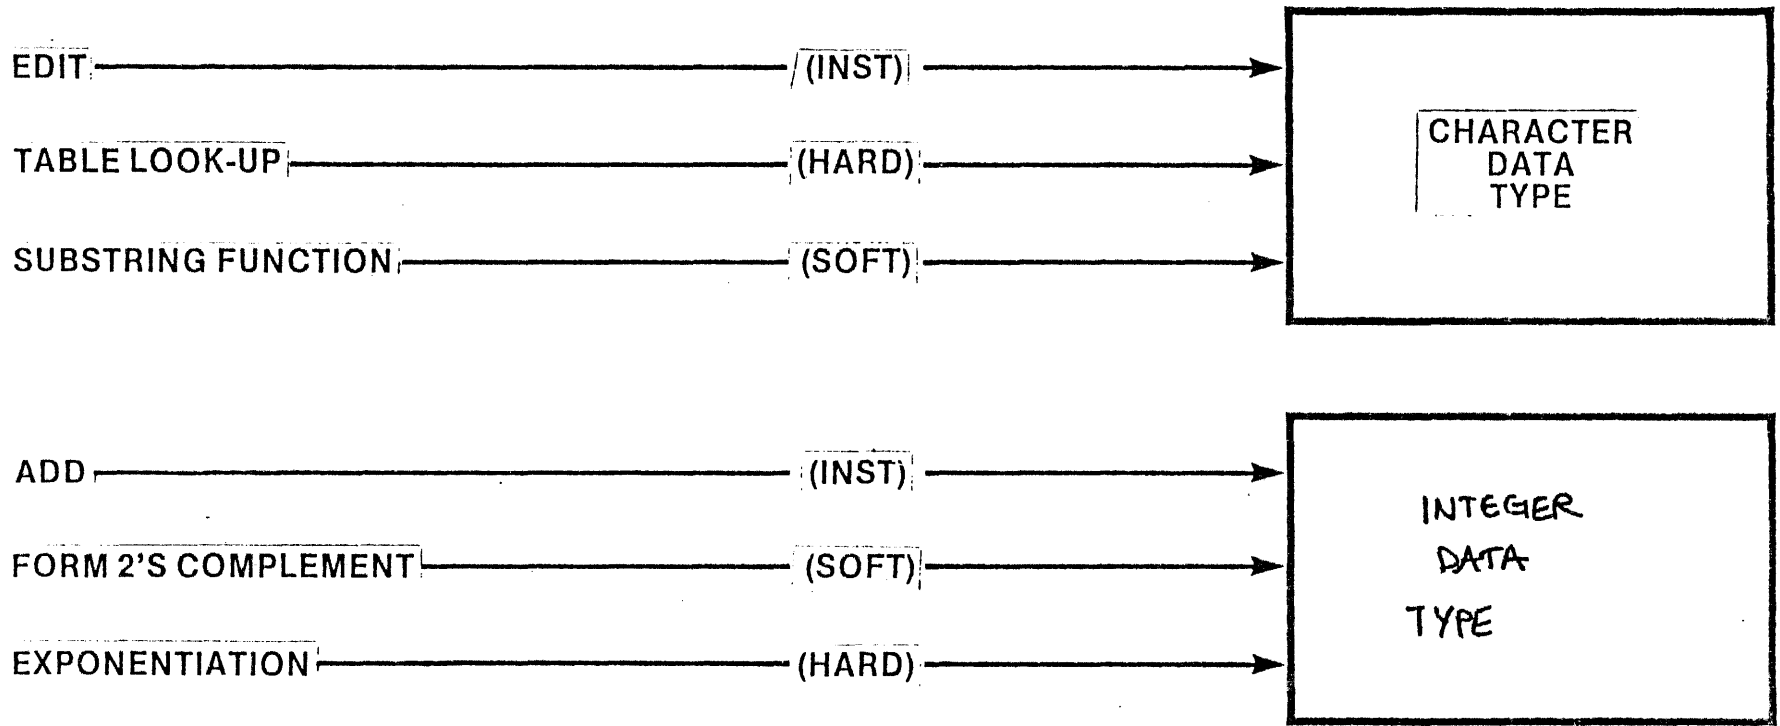 EDIT (INST)
TABLE LOOK-UP (HARD)
SUBSTRING FUNCTION (SOFT)
CHARACTER
DATA
TYPE
ADD (INST)
FORM 2'S COMPLEMENT (SOFT)
EXPONENTIATION (HARD)
INTEGER
DATA
TYPE